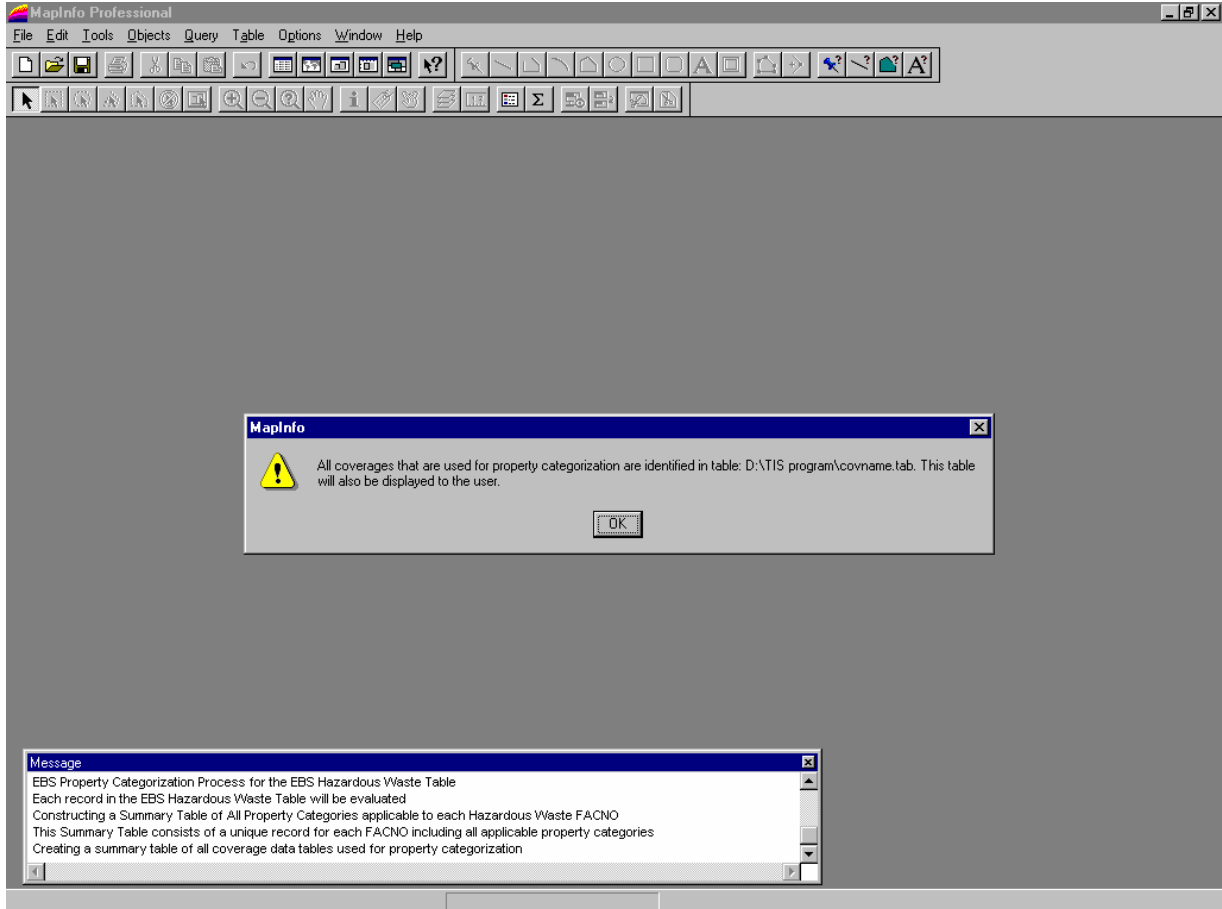 MapInfo Professional
File Edit Tools Objects Query Table Options Window Help
MapInfo
All coverages that are used for property categorization are identified in table: D:\TIS program\covname.tab. This table
will also be displayed to the user.
OK
Message
EBS Property Categorization Process for the EBS Hazardous Waste Table
Each record in the EBS Hazardous Waste Table will be evaluated
Constructing a Summary Table of All Property Categories applicable to each Hazardous Waste FACNO
This Summary Table consists of a unique record for each FACNO including all applicable property categories
Creating a summary table of all coverage data tables used for property categorization